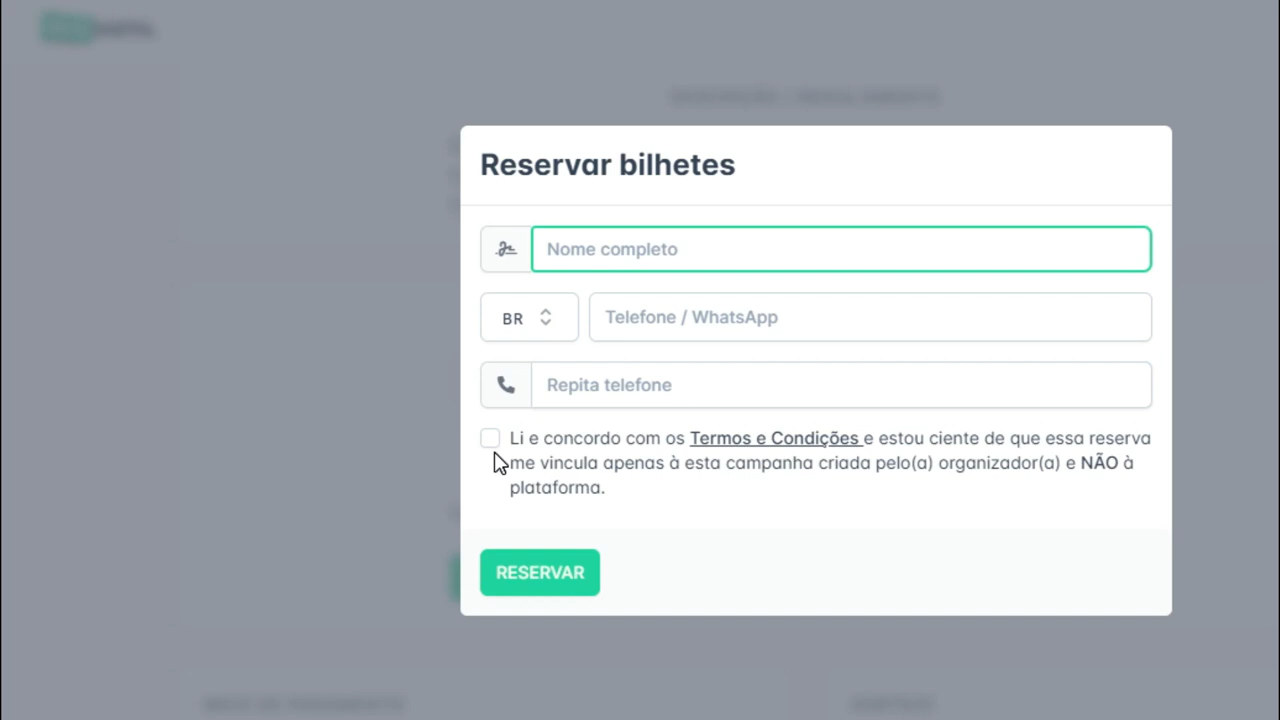 Reservar bilhetes
Nome completo
BR
Telefone / WhatsApp
Repita telefone
Li e concordo com os Termos e Condições e estou ciente de que essa reserva
me vincula apenas à esta campanha criada pelo(a) organizador(a) e NÃO à
plataforma.
RESERVAR